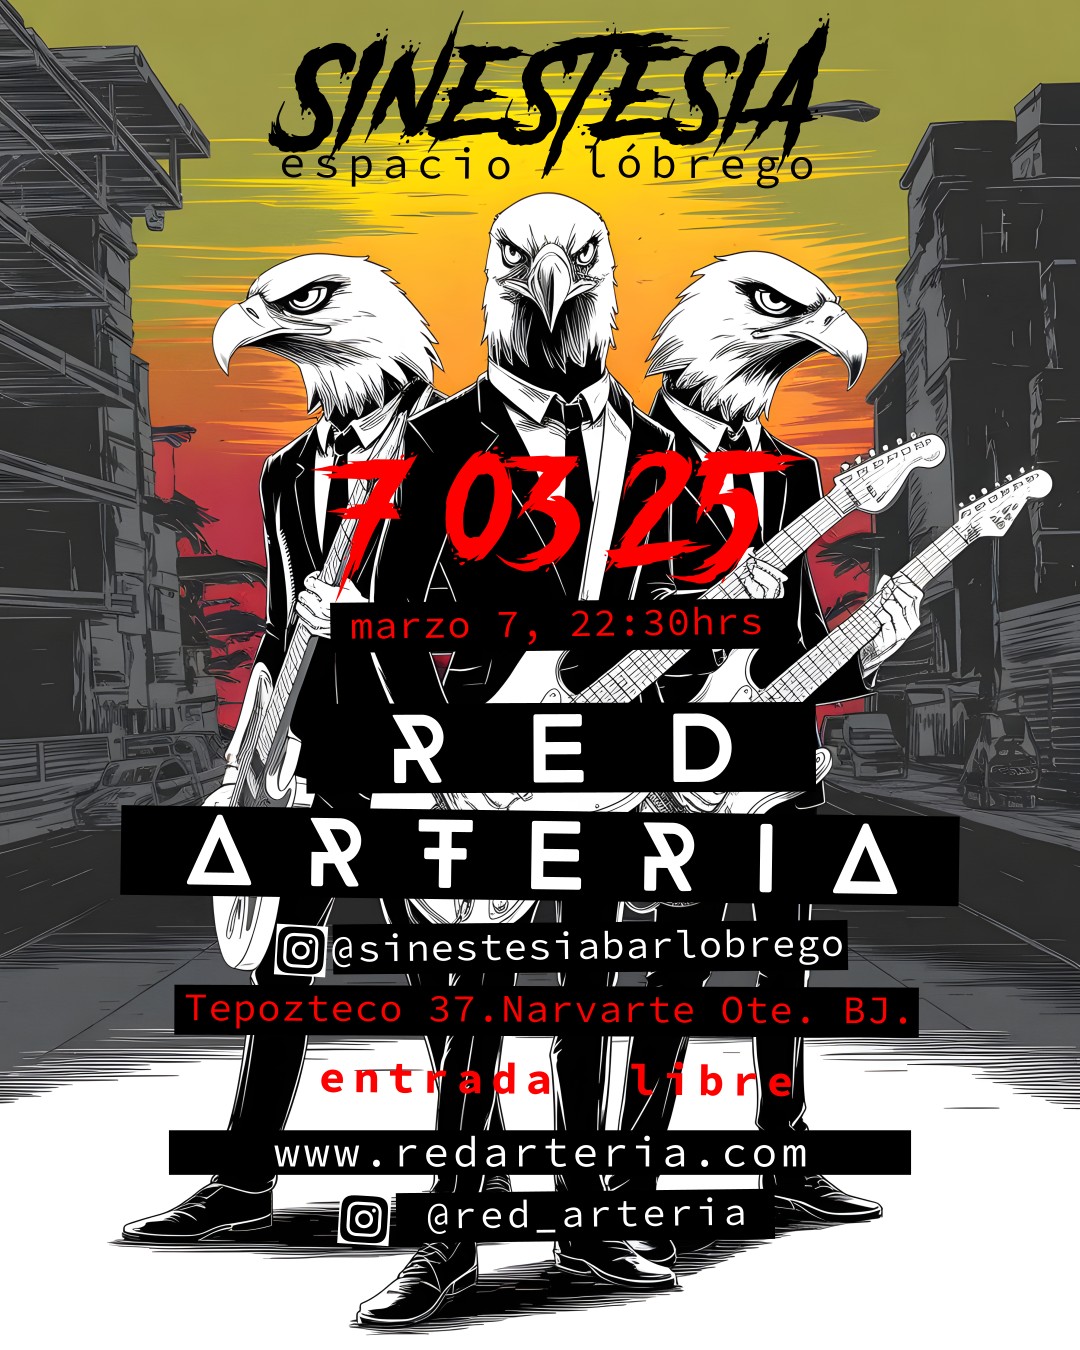 SINESTESIA
espacio lóbrego
7 03 25
marzo 7, 22:30hrs
RED
ARTERIA
@sinestesiabarlobrego
Tepozteco 37.Narvarte Ote. BJ.
entrada libre
www.redarteria.com
@red_arteria